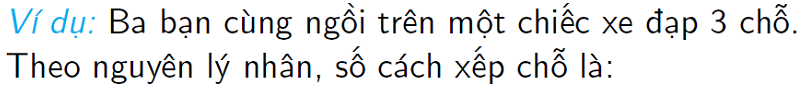 Ví dụ: Ba bạn cùng ngồi trên một chiếc xe đạp 3 chỗ.
Theo nguyên lý nhân, số cách xếp chỗ là: